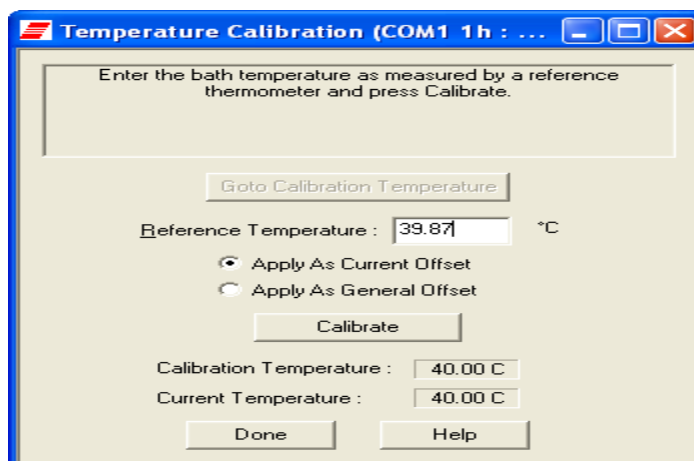 Temperature Calibration (COM1 1h : ...
Enter the bath temperature as measured by a reference
thermometer and press Calibrate.
Goto Calibration Temperature
Reference Temperature : 39.87 °C
Apply As Current Offset
Apply As General Offset
Calibrate
Calibration Temperature : 40.00 C
Current Temperature : 40.00 C
Done Help